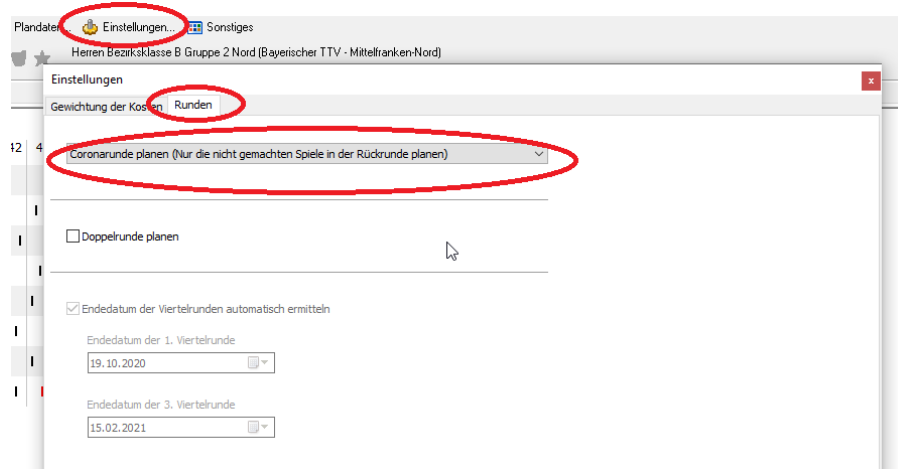 Plandaten... Einstellungen... Sonstiges
Herren Bezirksklasse B Gruppe 2 Nord (Bayerischer TTV - Mittelfranken-Nord)
Einstellungen
x
Gewichtung der Kosten Runden
42 4
Coronarunde planen (Nur die nicht gemachten Spiele in der Rückrunde planen)
Doppelrunde planen
Endedatum der Viertelrunden automatisch ermitteln
Endedatum der 1. Viertelrunde
19.10.2020
Endedatum der 3. Viertelrunde
15.02.2021